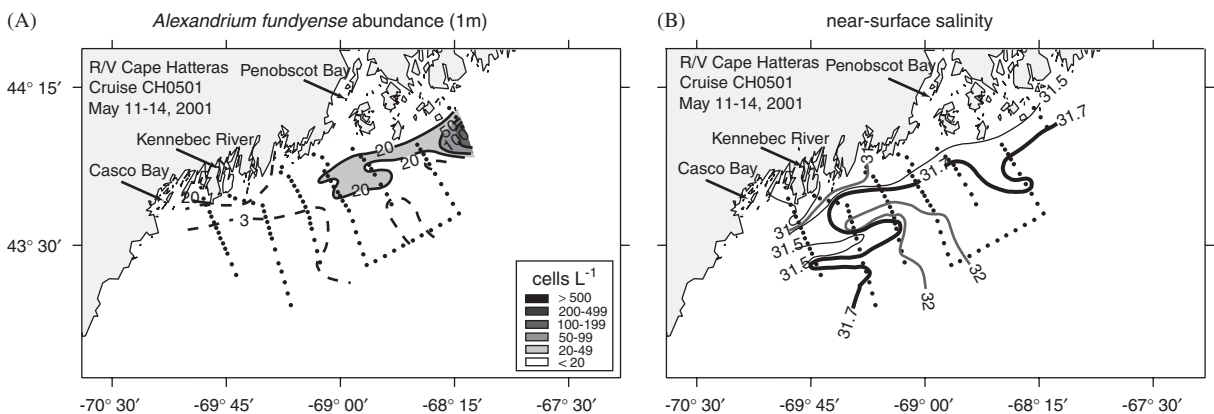 (A)
Alexandrium fundyense abundance (1m)
R/V Cape Hatteras
Cruise CH0501
May 11-14, 2001
Penobscot Bay
Kennebec River
Casco Bay
44° 15′
43° 30′
20
20
20
20
50
3
cells L-1
> 500
200-499
100-199
50-99
20-49
< 20
-70° 30′
-69° 45′
-69° 00′
-68° 15′
-67° 30′
(B)
near-surface salinity
R/V Cape Hatteras
Cruise CH0501
May 11-14, 2001
Penobscot Bay
Kennebec River
Casco Bay
31.5
31.7
31
31.5
31.5
31.7
32
32
-70° 30′
-69° 45′
-69° 00′
-68° 15′
-67° 30′